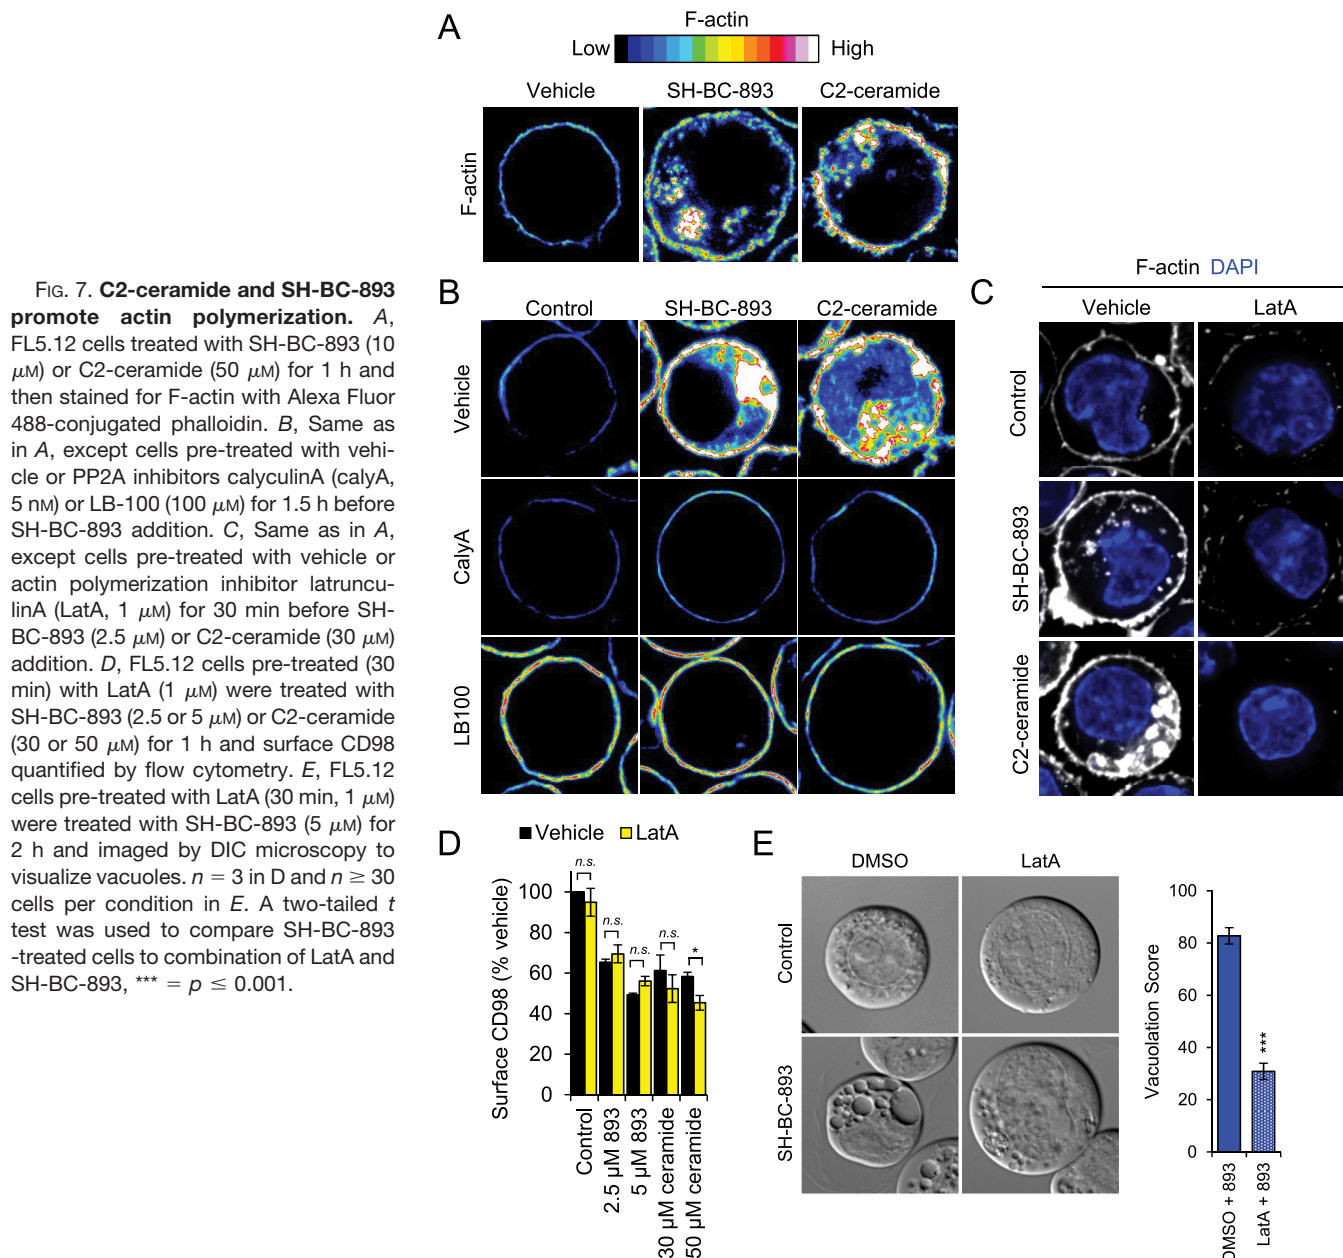 FIG. 7. C2-ceramide and SH-BC-893
promote actin polymerization. A,
FL5.12 cells treated with SH-BC-893 (10
μM) or C2-ceramide (50 μM) for 1 h and
then stained for F-actin with Alexa Fluor
488-conjugated phalloidin. B, Same as
in A, except cells pre-treated with vehi-
cle or PP2A inhibitors calyculinA (calyA,
5 nM) or LB-100 (100 μM) for 1.5 h before
SH-BC-893 addition. C, Same as in A,
except cells pre-treated with vehicle or
actin polymerization inhibitor latruncu-
linA (LatA, 1 μM) for 30 min before SH-
BC-893 (2.5 μM) or C2-ceramide (30 μM)
addition. D, FL5.12 cells pre-treated (30
min) with LatA (1 μM) were treated with
SH-BC-893 (2.5 or 5 μM) or C2-ceramide
(30 or 50 μM) for 1 h and surface CD98
quantified by flow cytometry. E, FL5.12
cells pre-treated with LatA (30 min, 1 μM)
were treated with SH-BC-893 (5 μM) for
2 h and imaged by DIC microscopy to
visualize vacuoles. n = 3 in D and n ≥ 30
cells per condition in E. A two-tailed t
test was used to compare SH-BC-893
-treated cells to combination of LatA and
SH-BC-893, *** = p ≤ 0.001.
A
F-actin
Low High
Vehicle SH-BC-893 C2-ceramide
F-actin
B
Control SH-BC-893 C2-ceramide
Vehicle
CalyA
LB100
C
F-actin DAPI
Vehicle LatA
Control
SH-BC-893
C2-ceramide
D
Vehicle LatA
Surface CD98 (% vehicle)
100
80
60
40
20
0
n.s.
n.s.
n.s.
n.s.
*
Control
2.5 μM 893
5 μM 893
30 μM ceramide
50 μM ceramide
E
DMSO LatA
Control
SH-BC-893
Vacuolation Score
100
80
60
40
20
0
***
DMSO + 893
LatA + 893